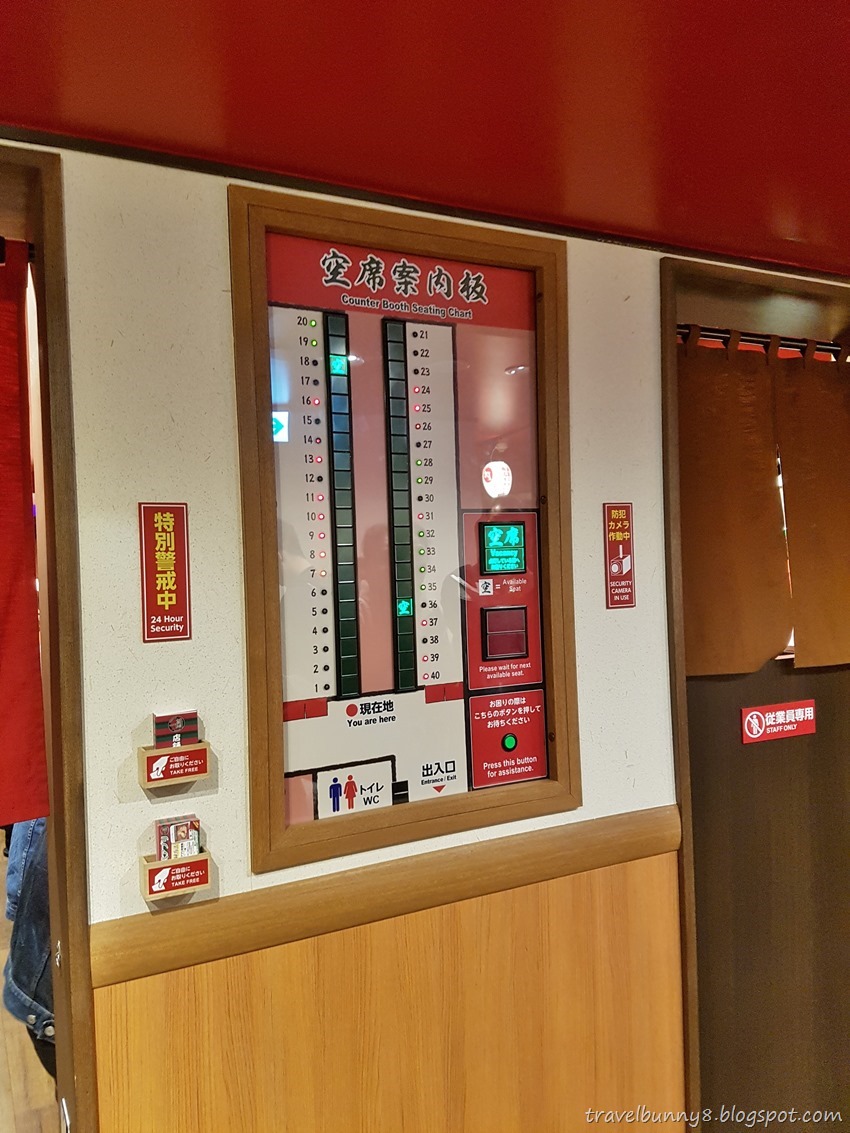 空席案内板
Counter Booth Seating Chart
20
19
18
空
17
16
15
14
13
12
11
10
9
8
7
6
5
4
3
2
1
21
22
23
24
25
26
27
28
29
30
31
32
33
34
35
36
空
37
38
39
40
空席
Vacancy
空 = Available Seat
Please wait for next
available seat.
お困りの際は
こちらのボタンを押して
お待ちください
Press this button
for assistance.
現在地
You are here
トイレ
WC
出入口
Entrance/Exit
特別警戒中
24 Hour
Security
防犯
カメラ
作動中
SECURITY
CAMERA
IN USE
従業員専用
STAFF ONLY
ご自由に
お取りください
TAKE FREE
ご自由に
お取りください
TAKE FREE
travelbunny8.blogspot.com